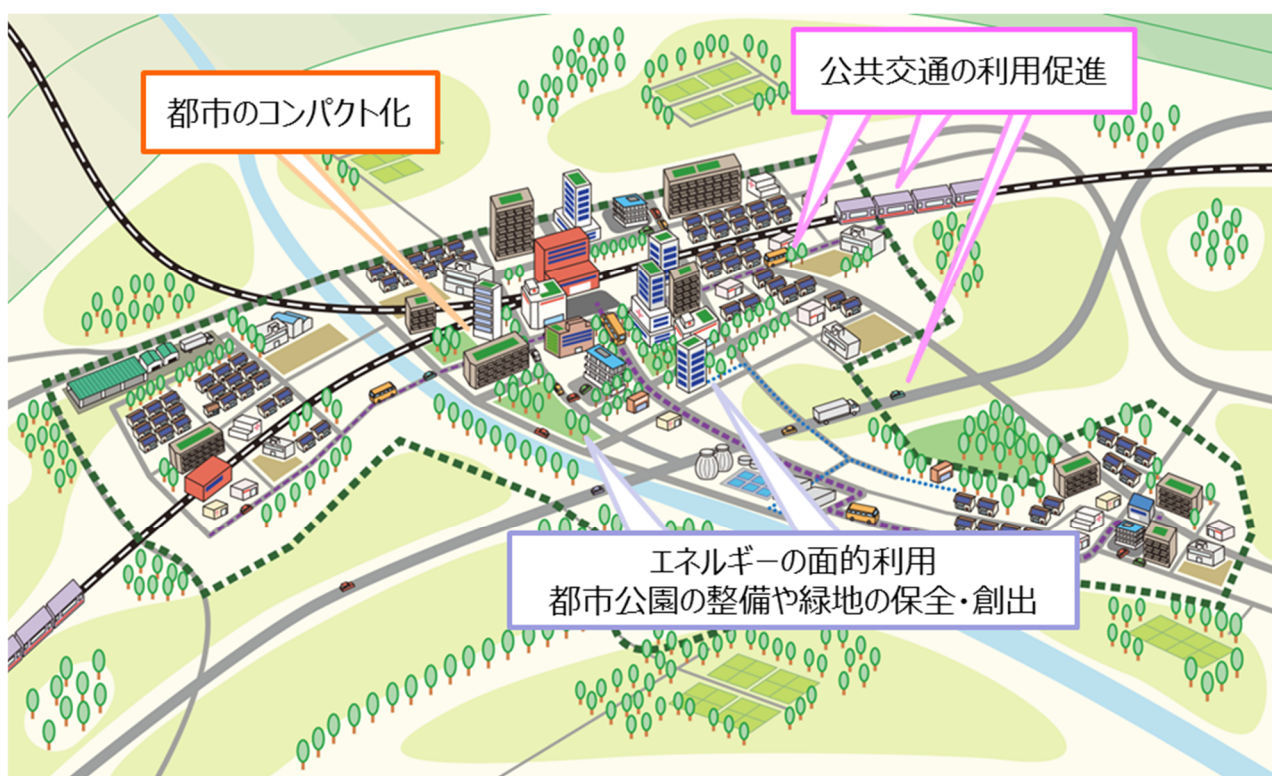 公共交通の利用促進
都市のコンパクト化
エネルギーの面的利用
都市公園の整備や緑地の保全・創出